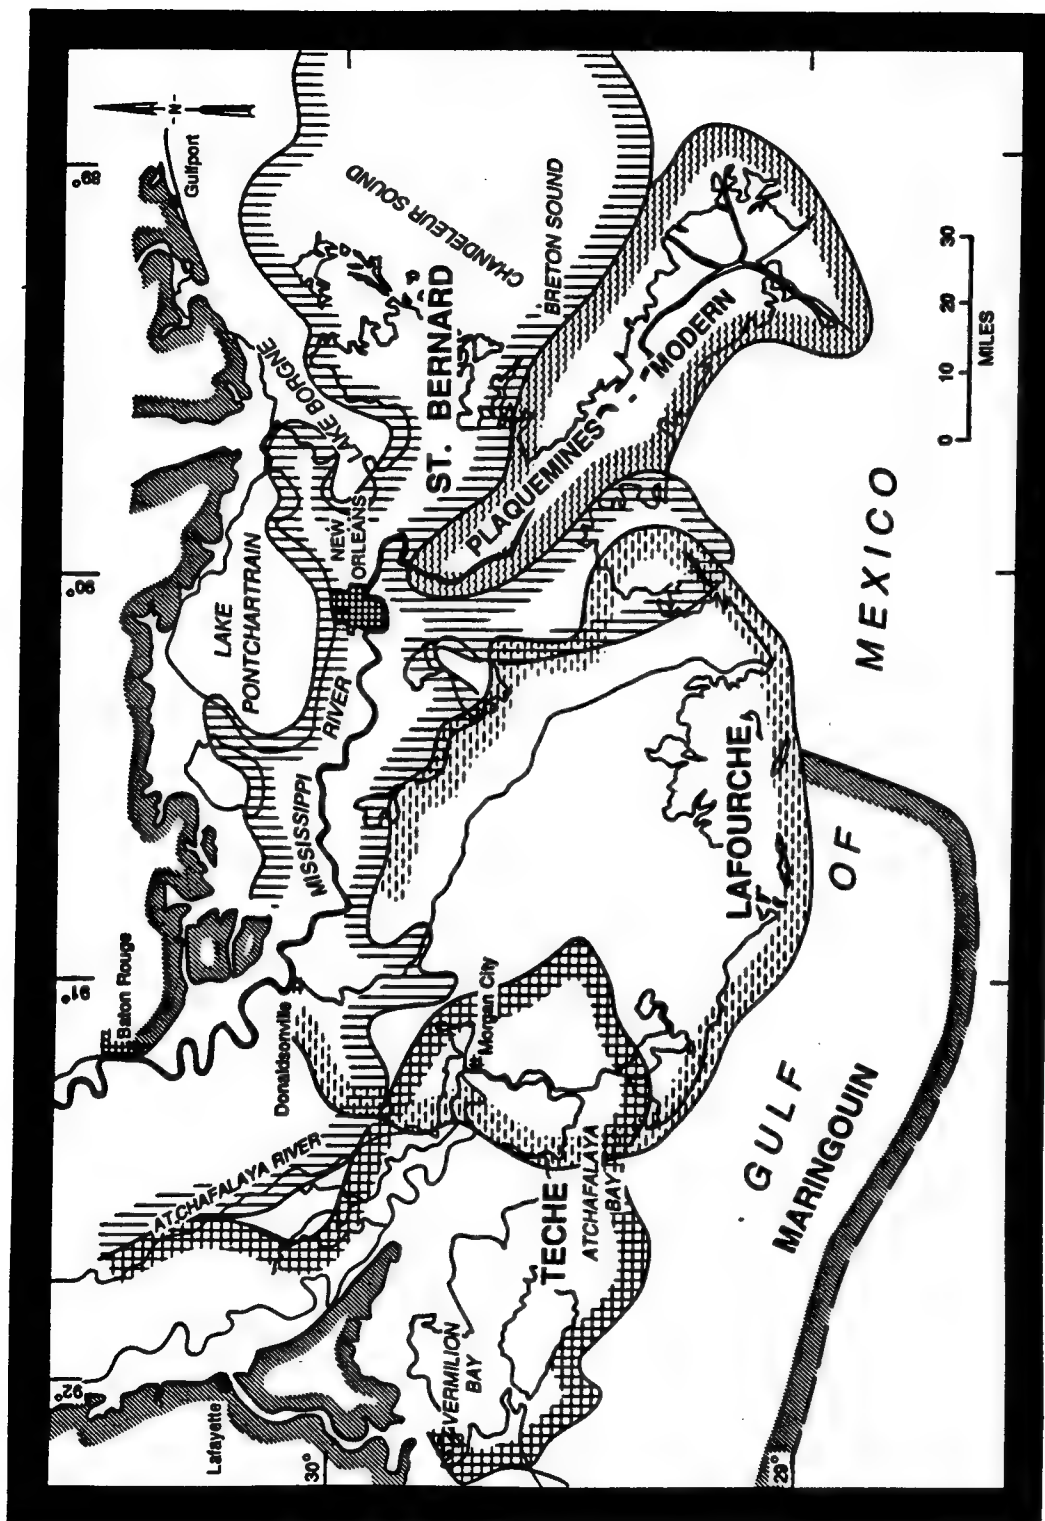 92°
91°
90°
89°
-N-
Baton Rouge
Gulfport
Lafayette
ATCHAFALAYA RIVER
Donaldsonville
LAKE
PONTCHARTRAIN
LAKE BORGNE
30°
MISSISSIPPI
RIVER
NEW
ORLEANS
CHANDELEUR SOUND
ST. BERNARD
VERMILION
BAY
Morgan City
BRETON SOUND
PLAQUEMINES - MODERN
TECHE
ATCHAFALAYA
BAY
LAFOURCHE
29°
MARINGOUIN
GULF
OF
MEXICO
0 10 20 30
MILES